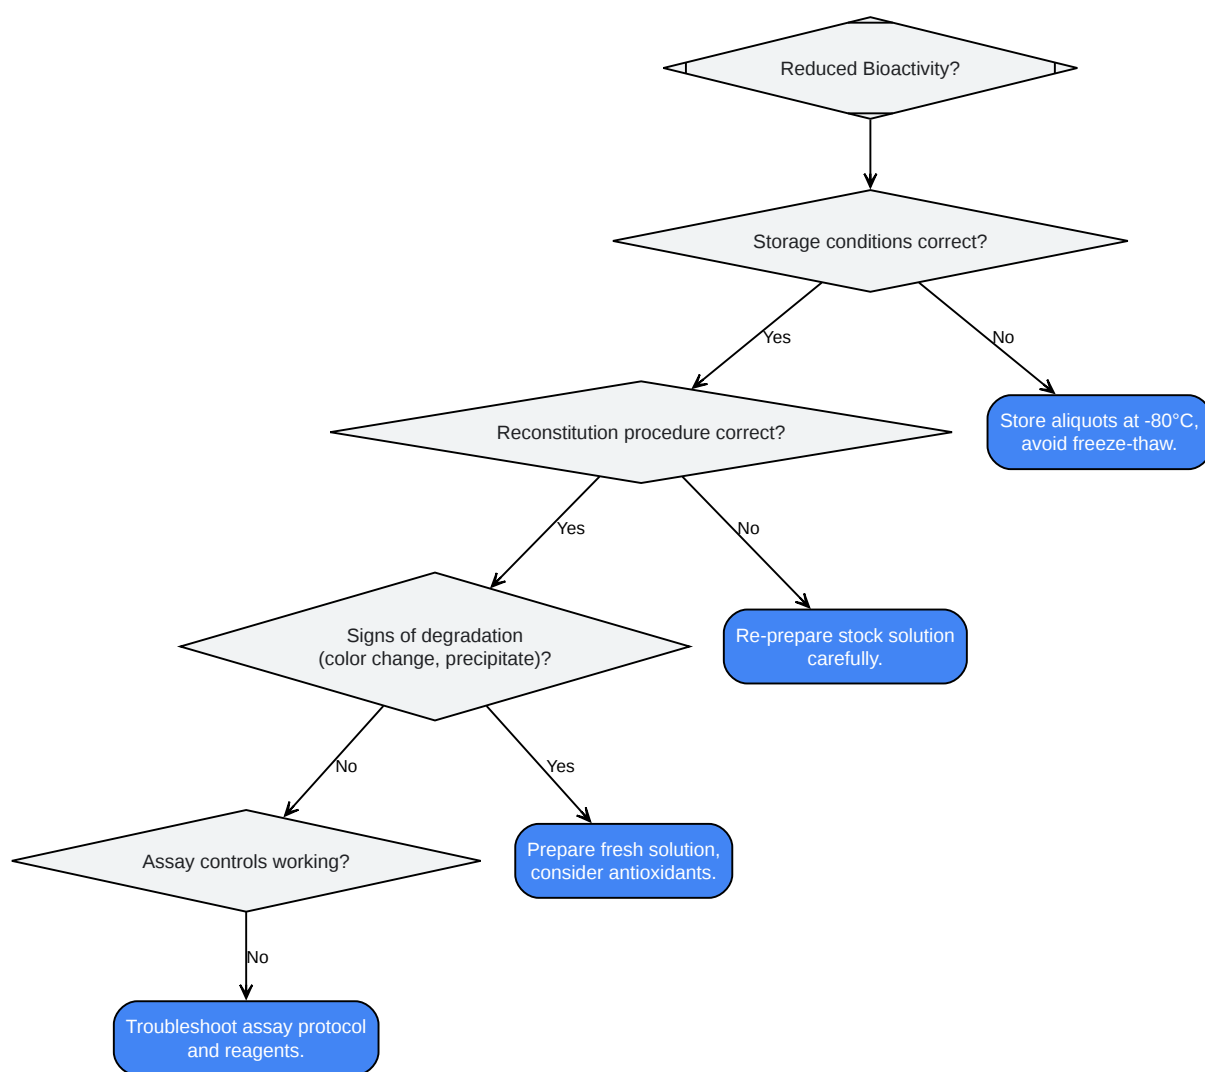 Reduced Bioactivity?
Storage conditions correct?
Yes
No
Reconstitution procedure correct?
Store aliquots at -80°C,
avoid freeze-thaw.
Yes
No
Signs of degradation
(color change, precipitate)?
Re-prepare stock solution
carefully.
No
Yes
Assay controls working?
Prepare fresh solution,
consider antioxidants.
No
Troubleshoot assay protocol
and reagents.